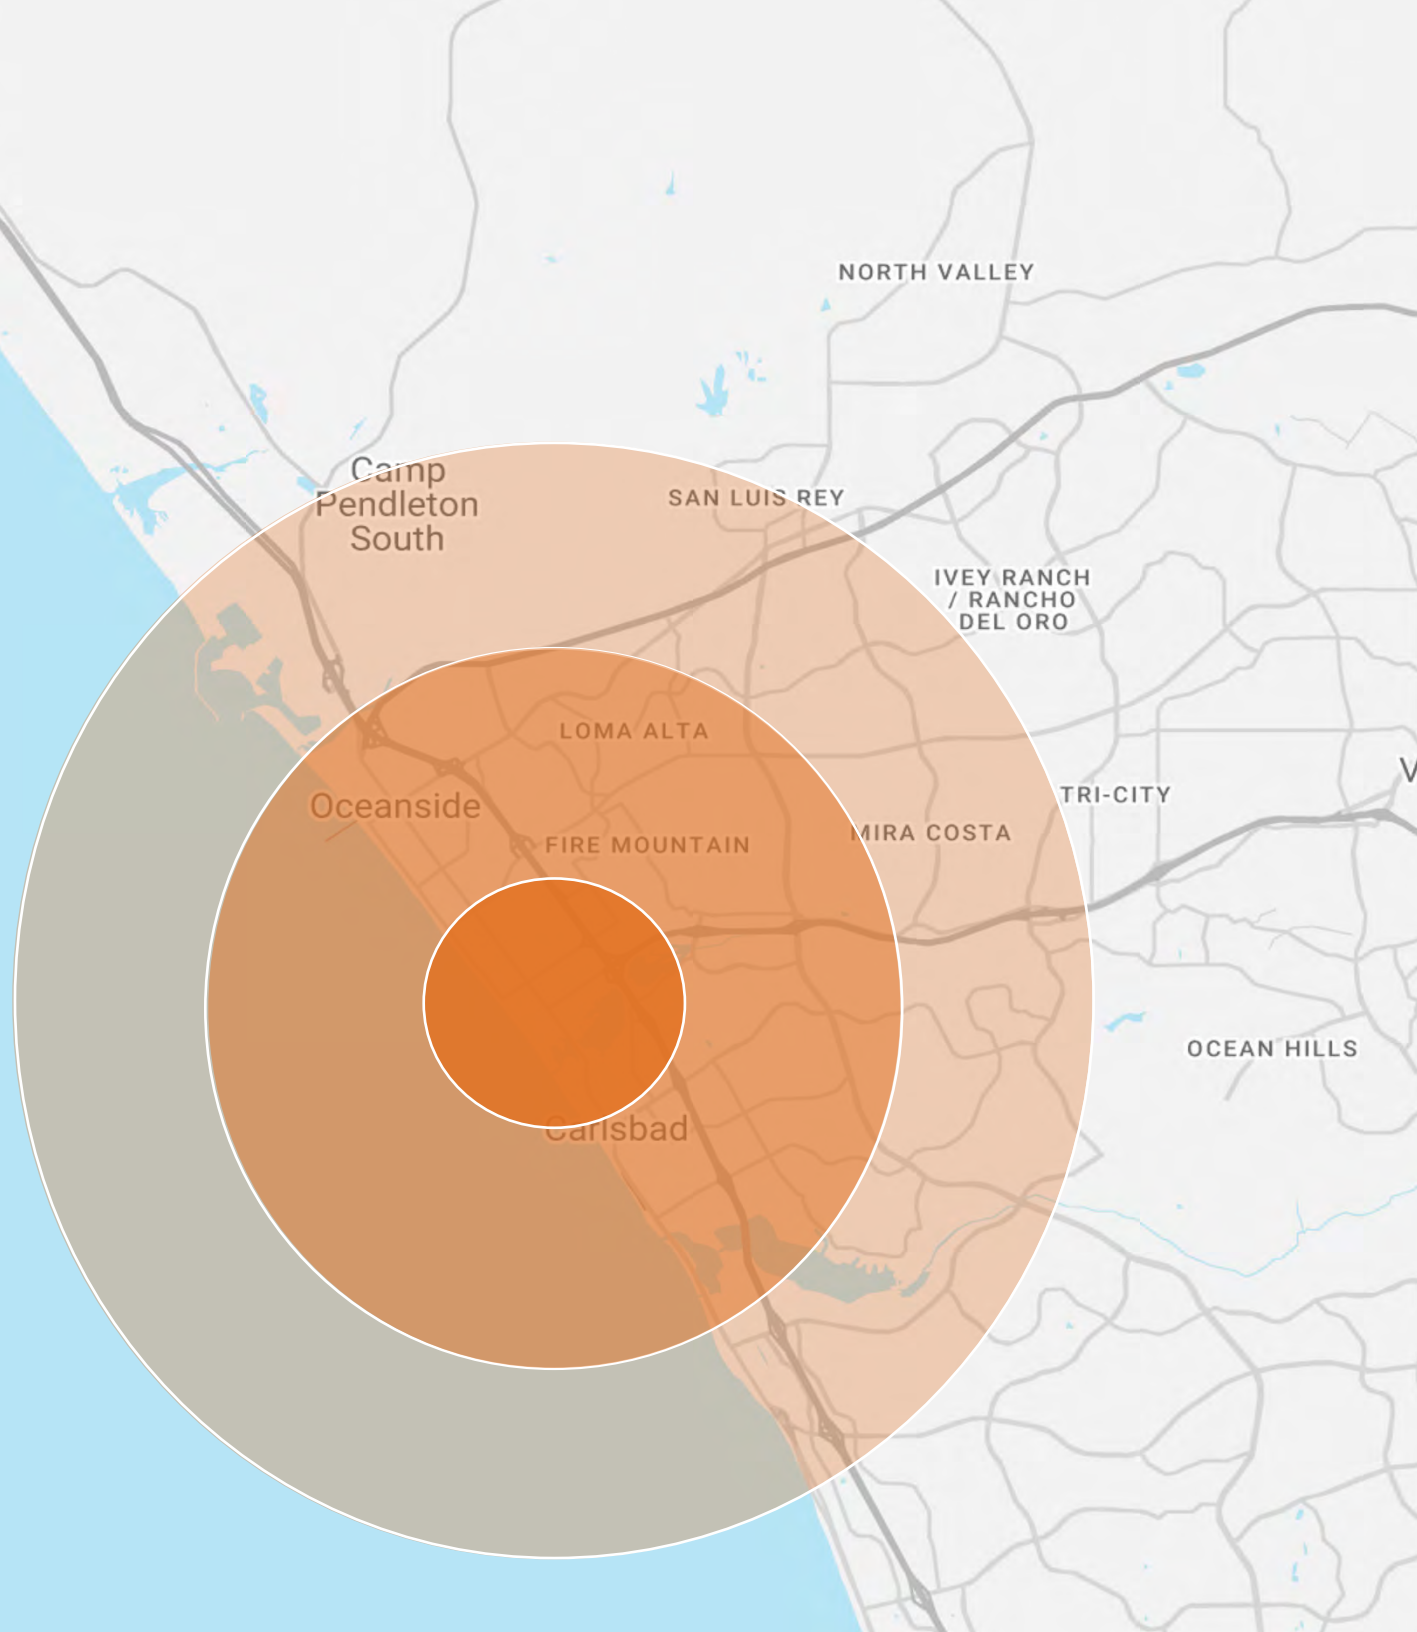 NORTH VALLEY
Camp
Pendleton
South
SAN LUIS REY
IVEY RANCH
/ RANCHO
DEL ORO
LOMA ALTA
V
TRI-CITY
Oceanside
MIRA COSTA
FIRE MOUNTAIN
OCEAN HILLS
Carlsbad